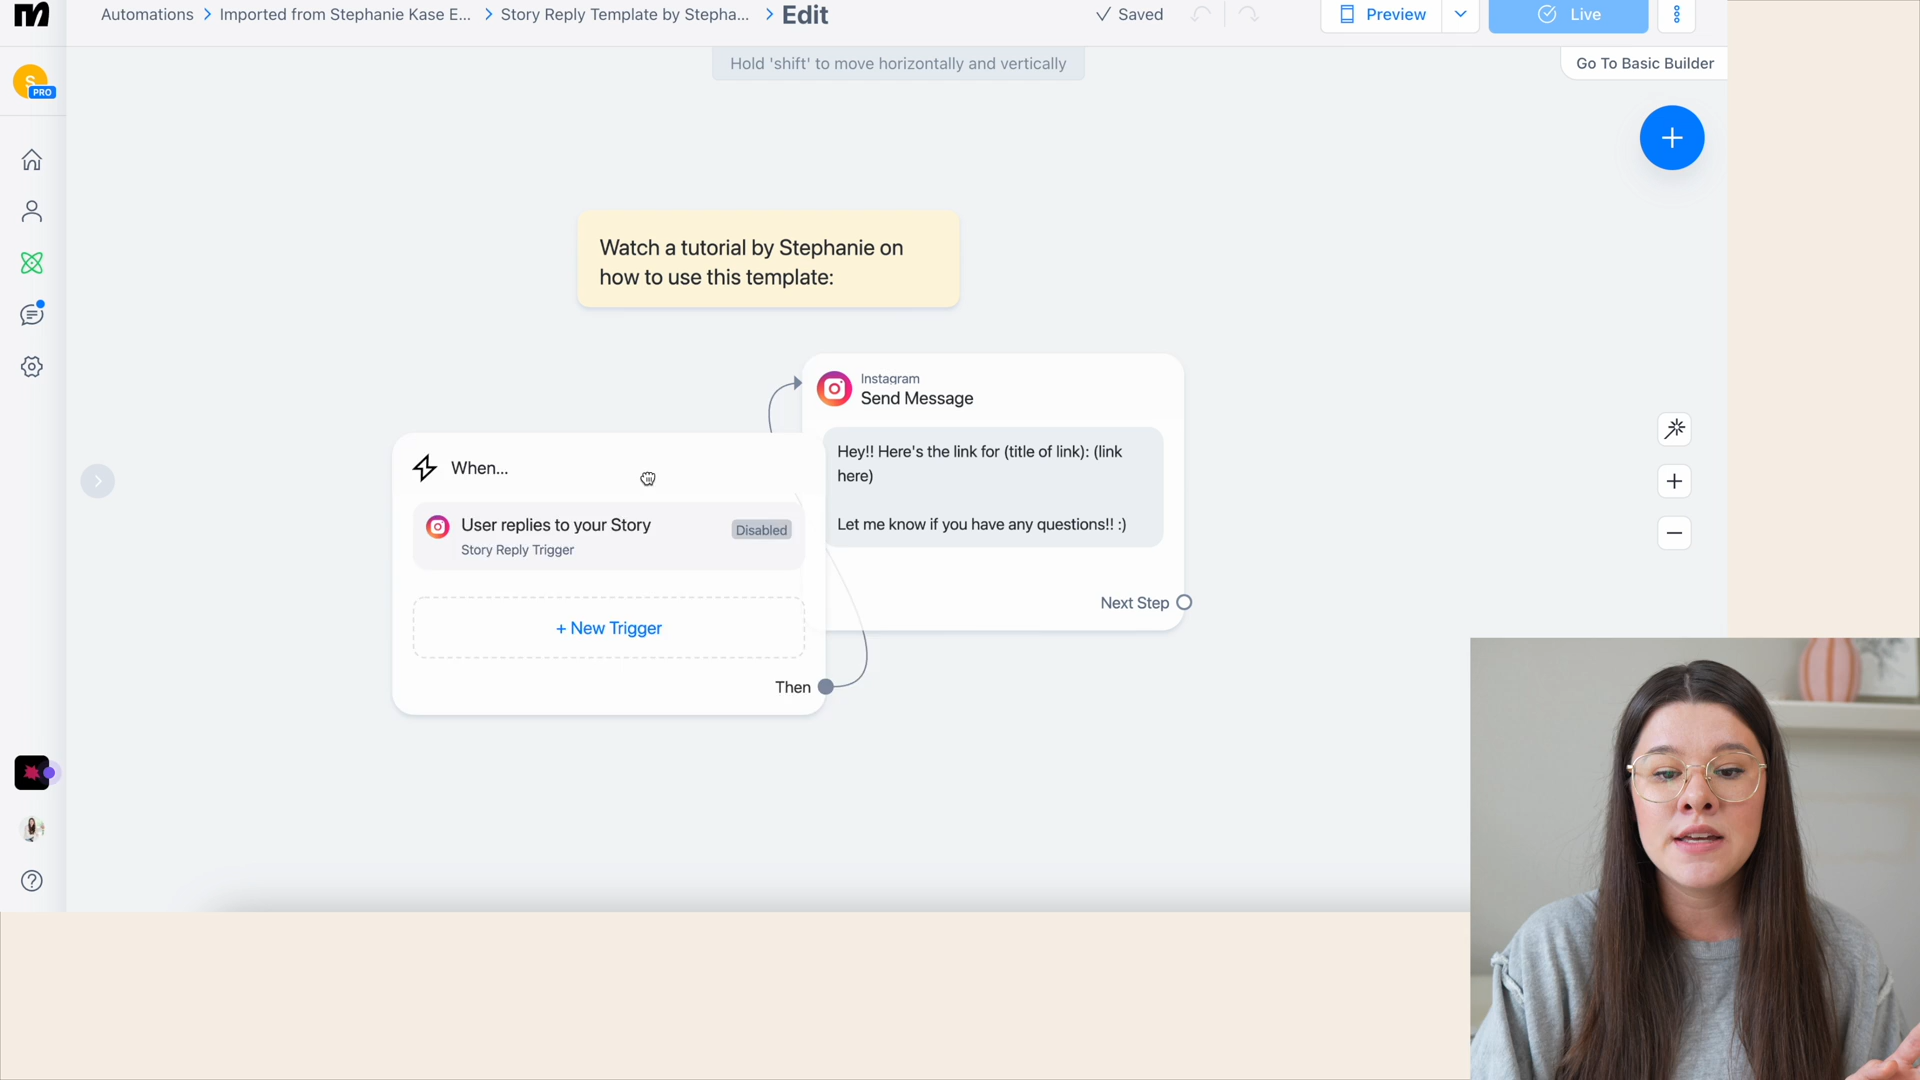 Automations > Imported from Stephanie Kase E... > Story Reply Template by Stepha... > Edit
Saved
Preview
Live
Hold 'shift' to move horizontally and vertically
Go To Basic Builder
S
PRO
Watch a tutorial by Stephanie on
how to use this template:
Instagram
Send Message
Hey!! Here's the link for (title of link): (link
here)
Let me know if you have any questions!! :)
Next Step
When...
User replies to your Story
Disabled
Story Reply Trigger
+ New Trigger
Then